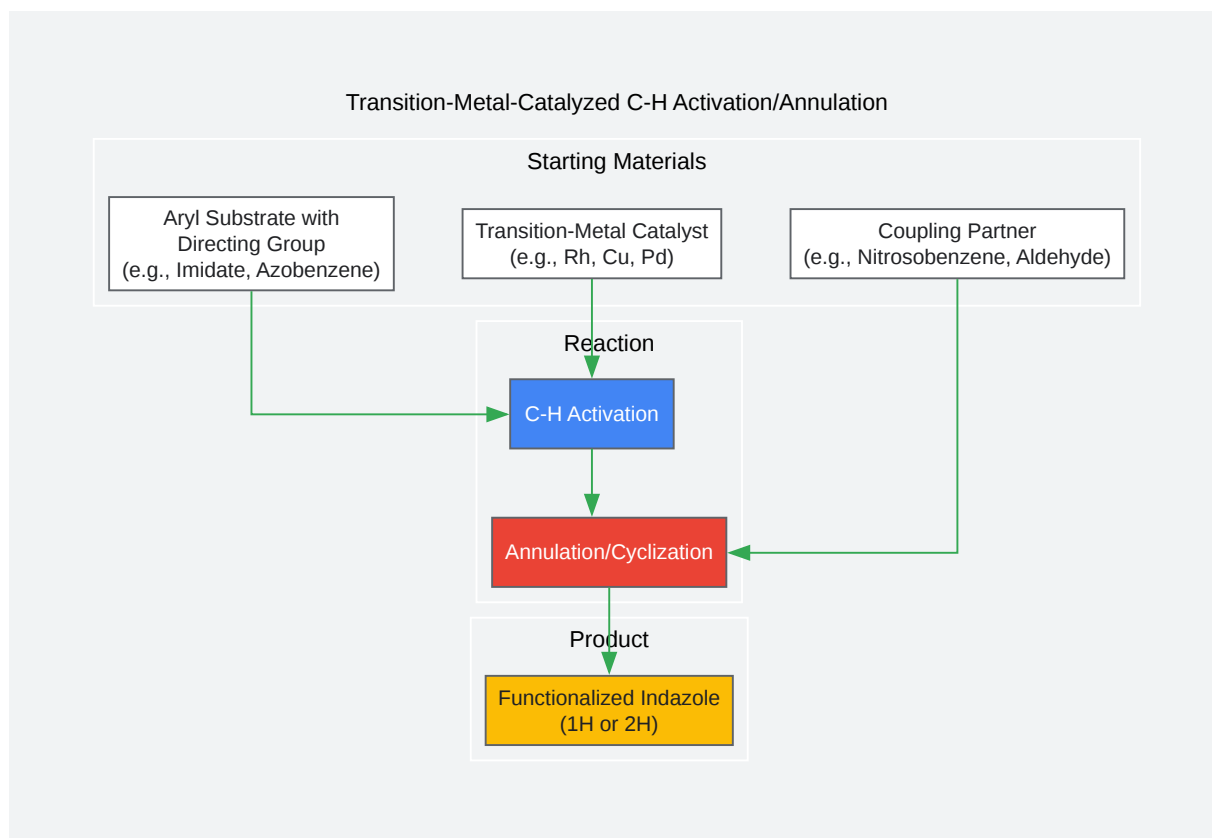 Transition-Metal-Catalyzed C-H Activation/Annulation
Starting Materials
Aryl Substrate with
Directing Group
(e.g., Imidate, Azobenzene)
Transition-Metal Catalyst
(e.g., Rh, Cu, Pd)
Coupling Partner
(e.g., Nitrosobenzene, Aldehyde)
Reaction
C-H Activation
Annulation/Cyclization
Product
Functionalized Indazole
(1H or 2H)